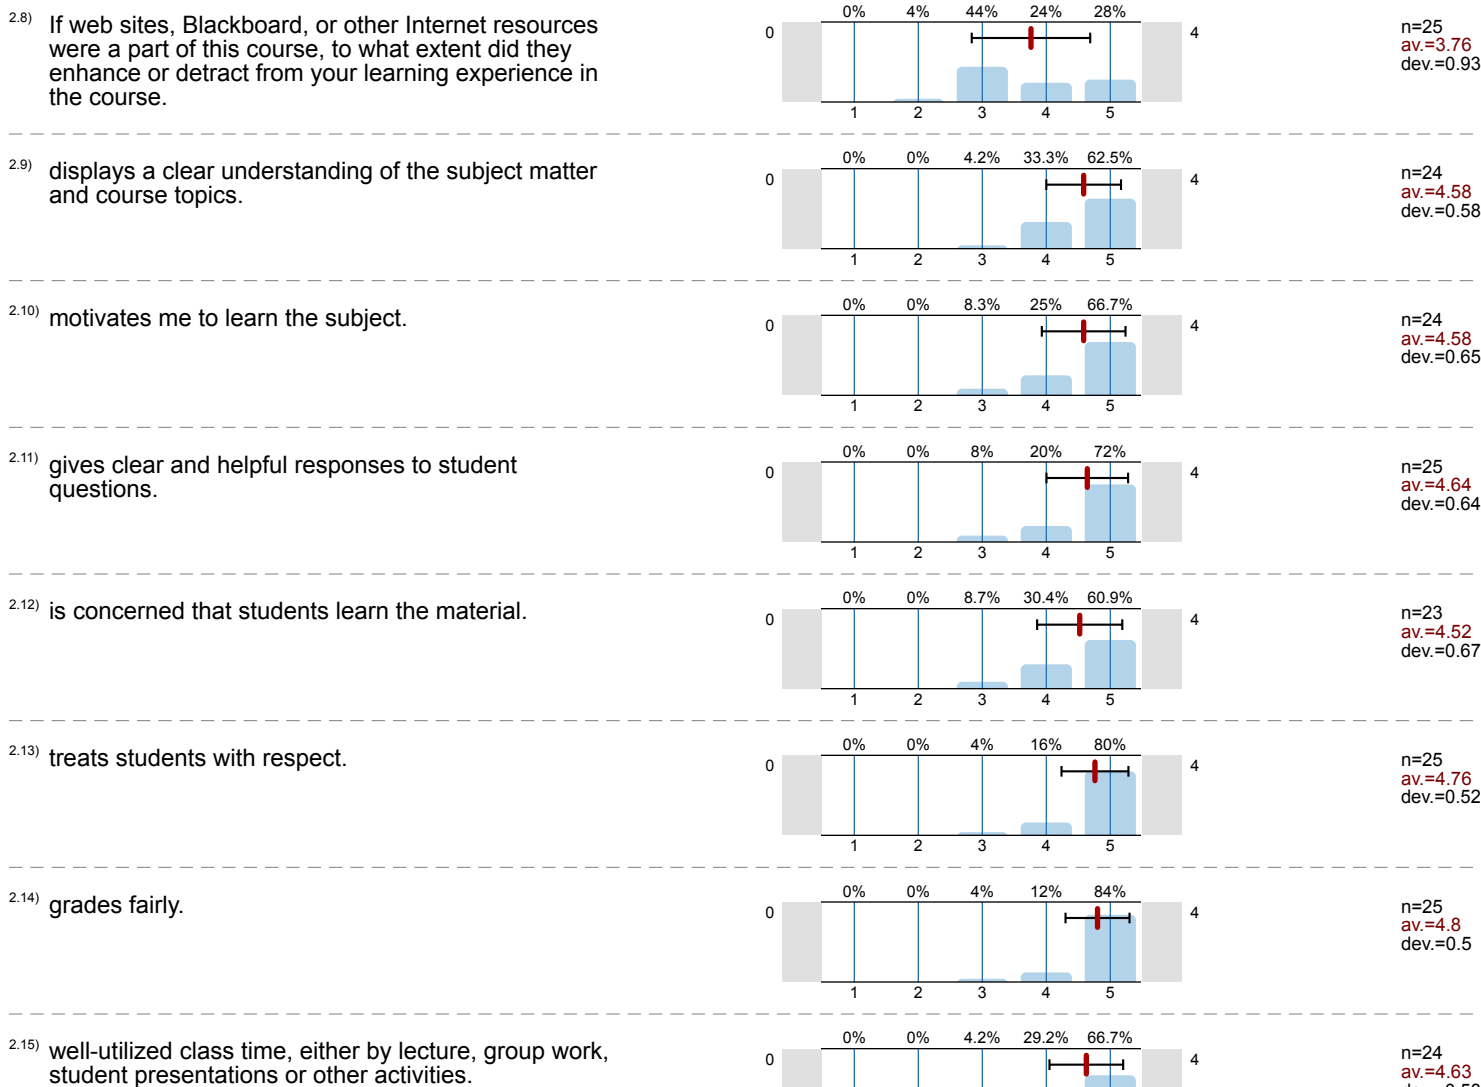 2.8) If web sites, Blackboard, or other Internet resources
were a part of this course, to what extent did they
enhance or detract from your learning experience in
the course.
0% 4% 44% 24% 28%
0 4
1 2 3 4 5
n=25
av.=3.76
dev.=0.93
2.9) displays a clear understanding of the subject matter
and course topics.
0% 0% 4.2% 33.3% 62.5%
0 4
1 2 3 4 5
n=24
av.=4.58
dev.=0.58
2.10) motivates me to learn the subject.
0% 0% 8.3% 25% 66.7%
0 4
1 2 3 4 5
n=24
av.=4.58
dev.=0.65
2.11) gives clear and helpful responses to student
questions.
0% 0% 8% 20% 72%
0 4
1 2 3 4 5
n=25
av.=4.64
dev.=0.64
2.12) is concerned that students learn the material.
0% 0% 8.7% 30.4% 60.9%
0 4
1 2 3 4 5
n=23
av.=4.52
dev.=0.67
2.13) treats students with respect.
0% 0% 4% 16% 80%
0 4
1 2 3 4 5
n=25
av.=4.76
dev.=0.52
2.14) grades fairly.
0% 0% 4% 12% 84%
0 4
1 2 3 4 5
n=25
av.=4.8
dev.=0.5
2.15) well-utilized class time, either by lecture, group work,
student presentations or other activities.
0% 0% 4.2% 29.2% 66.7%
0 4
n=24
av.=4.63